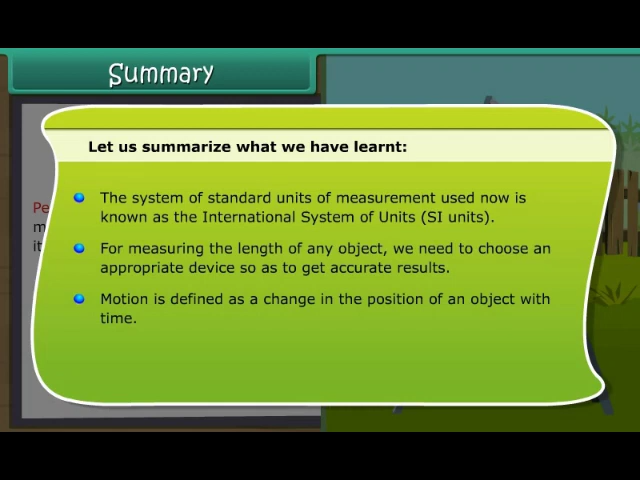 Summary
Let us summarize what we have learnt:
The system of standard units of measurement used now is
known as the International System of Units (SI units).
For measuring the length of any object, we need to choose an
appropriate device so as to get accurate results.
Motion is defined as a change in the position of an object with
time.
Pe
m
it